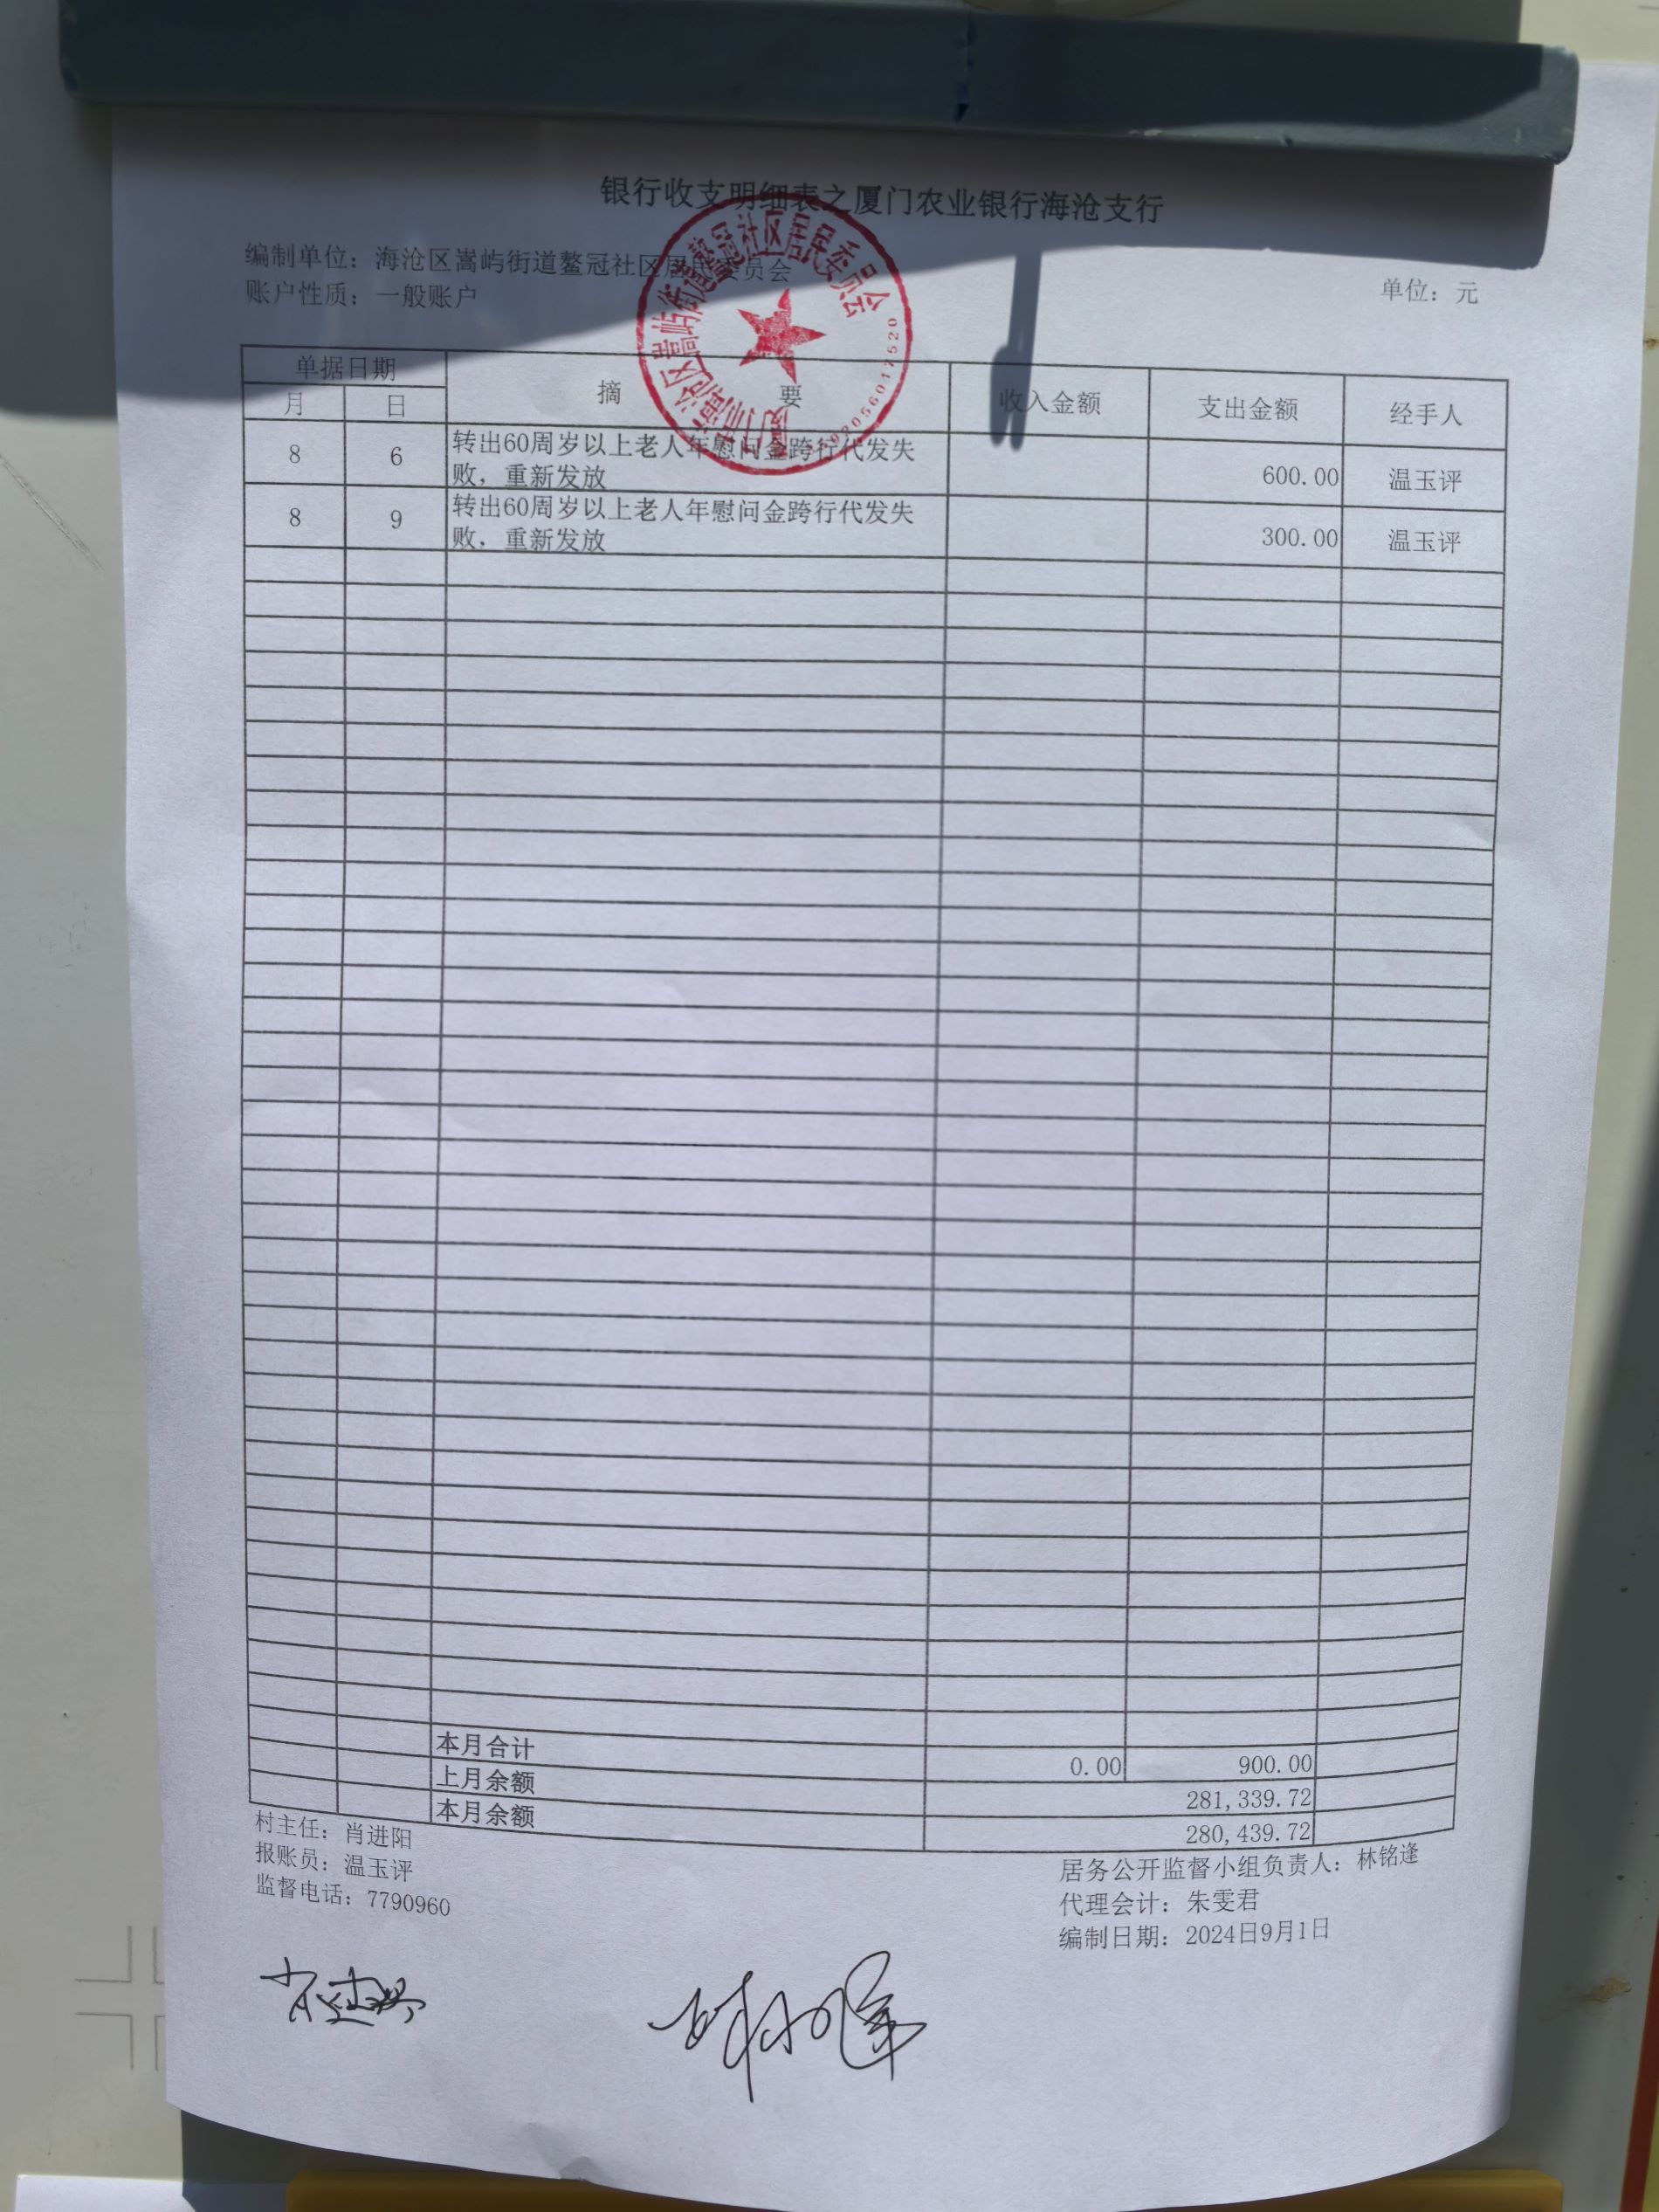 银行收支明细表之厦门农业银行海沧支行
编制单位：海沧区嵩屿街道鳌冠社区居民委员会
账户性质：一般账户
单位：元
单据日期 摘 要 收入金额 支出金额 经手人
月 日
8 6 转出60周岁以上老人年慰问金跨行代发失
败，重新发放 600.00 温玉评
8 9 转出60周岁以上老人年慰问金跨行代发失
败，重新发放 300.00 温玉评
本月合计 0.00 900.00
上月余额 281,339.72
本月余额 280,439.72
村主任：肖进阳
报账员：温玉评
监督电话：7790960
居务公开监督小组负责人：林铭逢
代理会计：朱雯君
编制日期：2024日9月1日